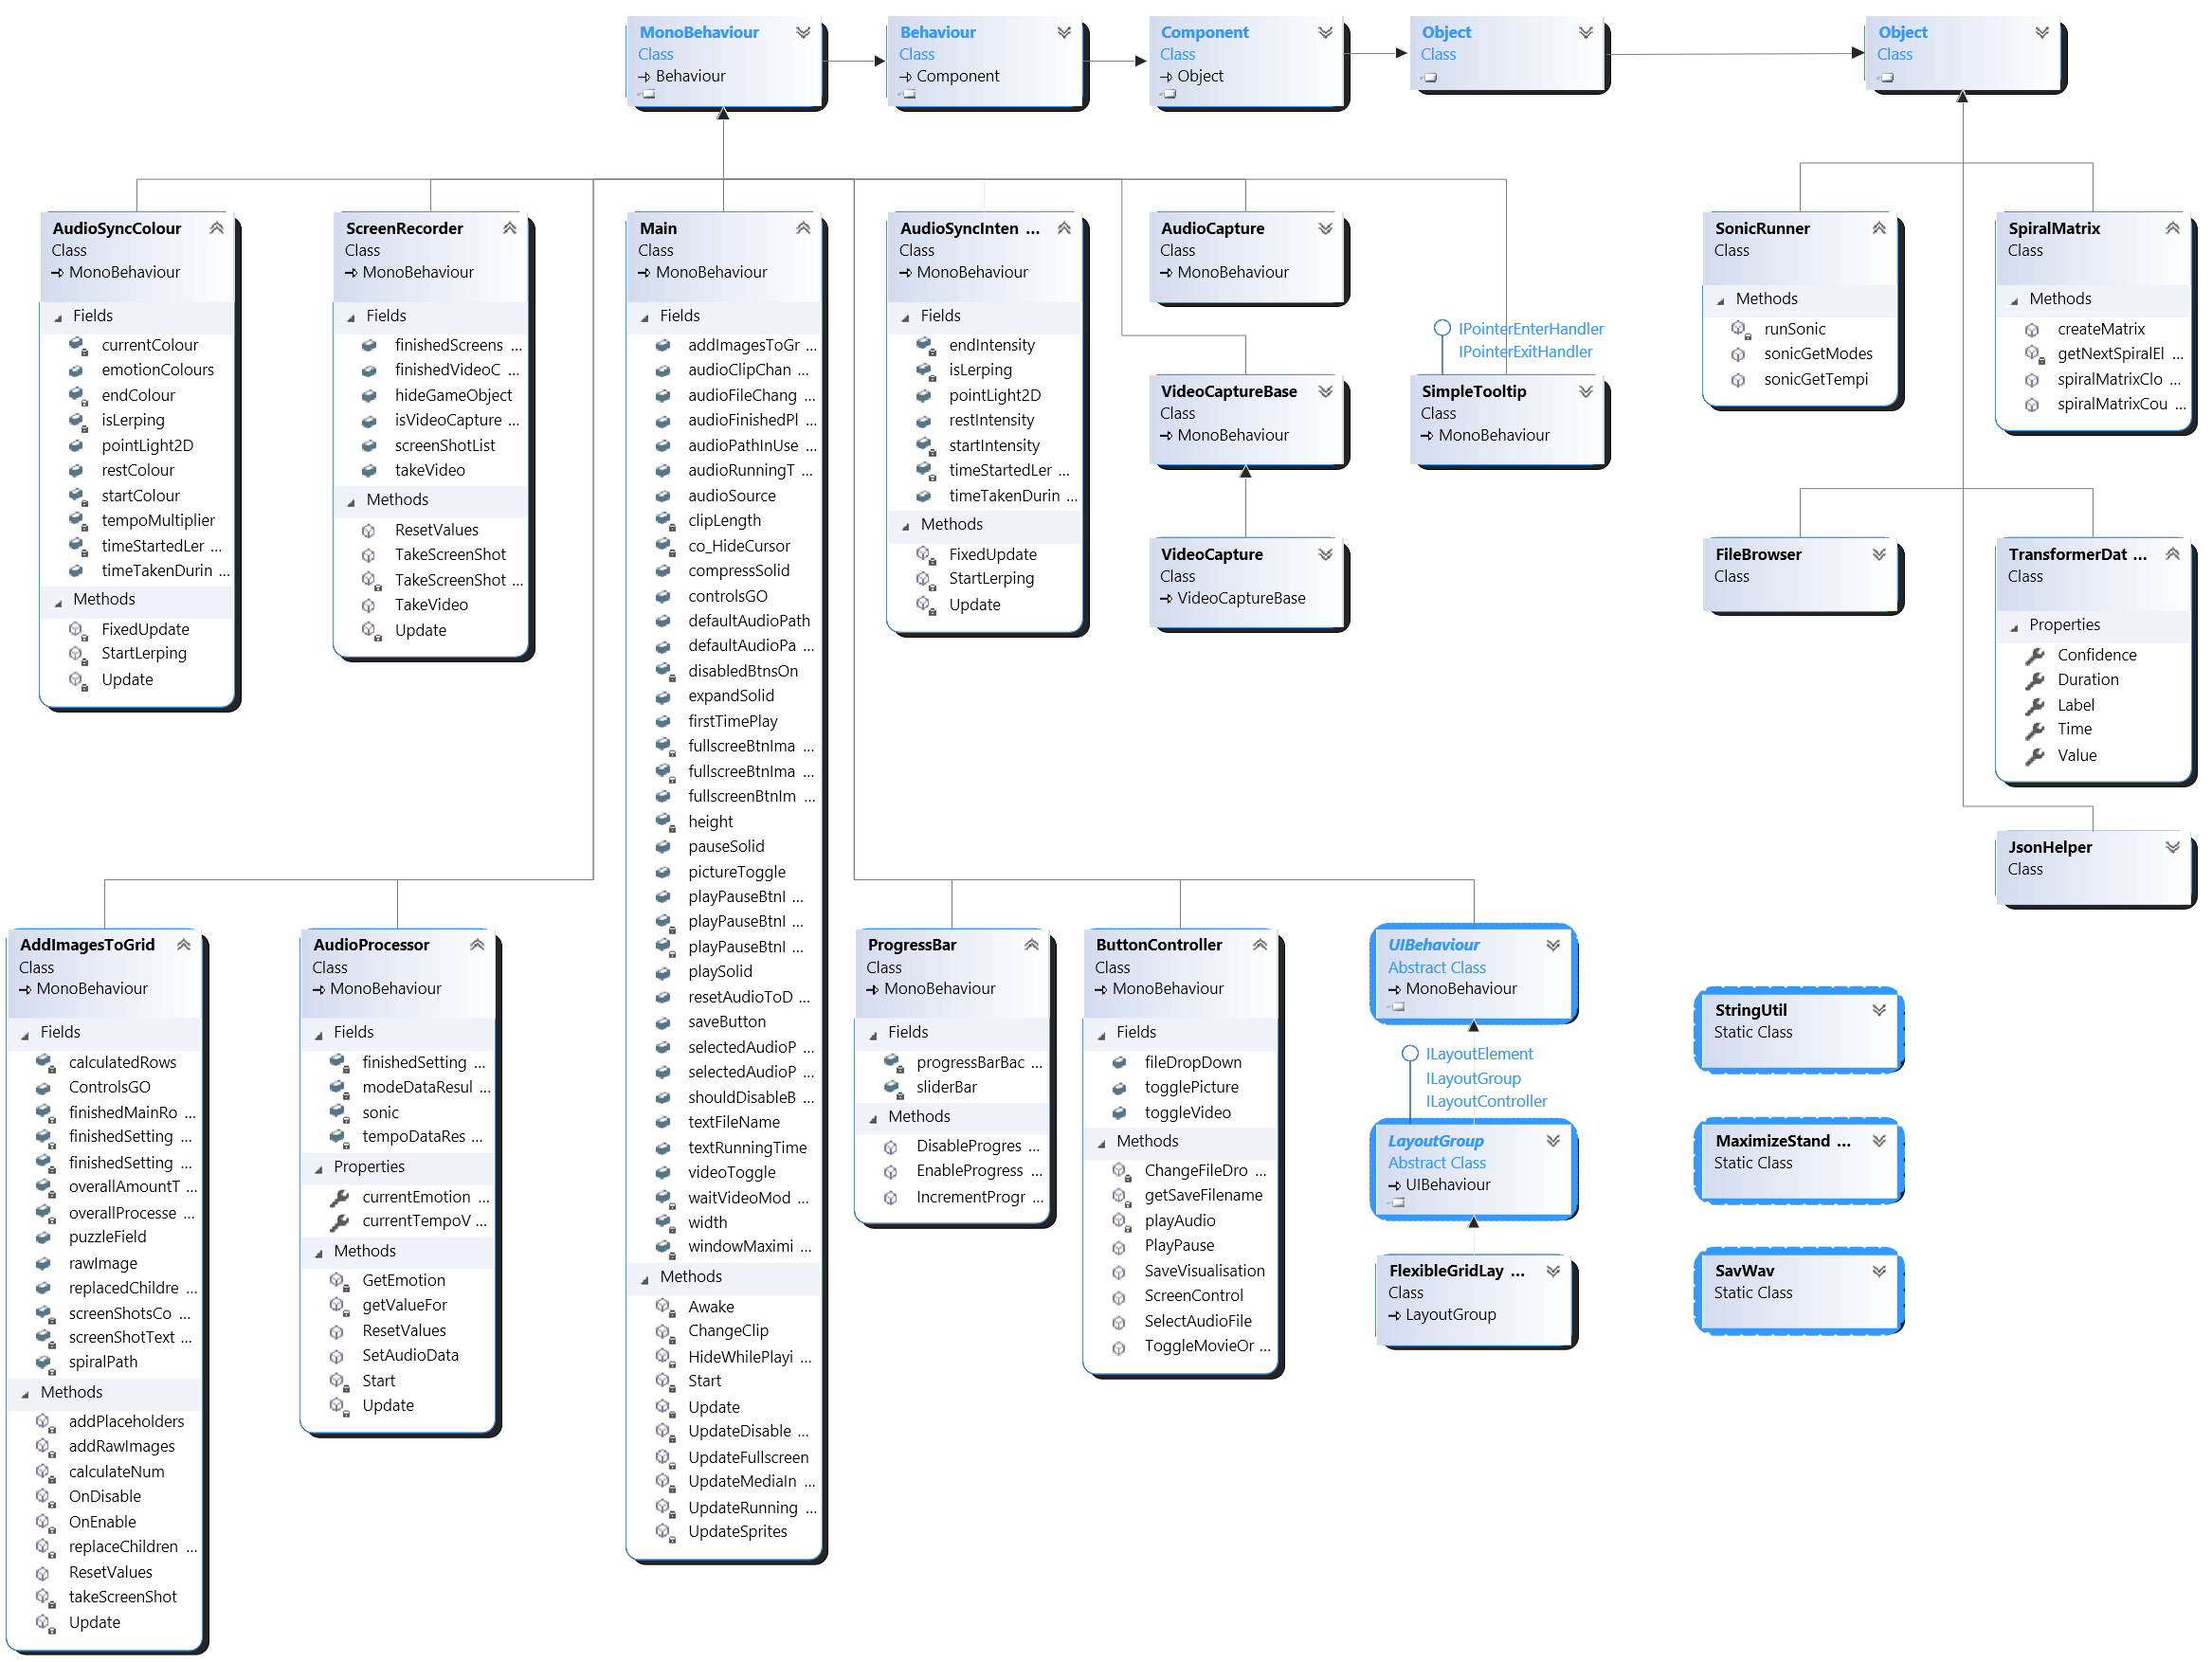 MonoBehaviour
Class
Behaviour
Behaviour
Class
Component
Component
Class
Object
Object
Class
Object
Class
AudioSyncColour
Class
MonoBehaviour
Fields
currentColour
emotionColours
endColour
isLerping
pointLight2D
restColour
startColour
tempoMultiplier
timeStartedLer ...
timeTakenDurin ...
Methods
FixedUpdate
StartLerping
Update
ScreenRecorder
Class
MonoBehaviour
Fields
finishedScreens ...
finishedVideoC ...
hideGameObject
isVideoCapture ...
screenShotList
takeVideo
Methods
ResetValues
TakeScreenShot
TakeScreenShot ...
TakeVideo
Update
Main
Class
MonoBehaviour
Fields
addImagesToGr ...
audioClipChan ...
audioFileChang ...
audioFinishedPl ...
audioPathInUse
audioRunningT ...
audioSource
clipLength
co_HideCursor
compressSolid
controlsGO
defaultAudioPath
defaultAudioPa ...
disabledBtnsOn
expandSolid
firstTimePlay
fullscreeBtnIma ...
fullscreeBtnIma ...
fullscreenBtnIm ...
height
pauseSolid
pictureToggle
playPauseBtnI ...
playPauseBtnI ...
playPauseBtnI ...
playSolid
resetAudioToD ...
saveButton
selectedAudioP ...
selectedAudioP ...
shouldDisableB ...
textFileName
textRunningTime
videoToggle
waitVideoMod ...
width
windowMaximi ...
Methods
Awake
ChangeClip
HideWhilePlayi ...
Start
Update
UpdateDisable ...
UpdateFullscreen
UpdateMediaIn ...
UpdateRunning ...
UpdateSprites
AudioSyncInten ...
Class
MonoBehaviour
Fields
endIntensity
isLerping
pointLight2D
restIntensity
startIntensity
timeStartedLer ...
timeTakenDurin ...
Methods
FixedUpdate
StartLerping
Update
AudioCapture
Class
MonoBehaviour
VideoCaptureBase
Class
MonoBehaviour
VideoCapture
Class
VideoCaptureBase
IPointerEnterHandler
IPointerExitHandler
SimpleTooltip
Class
MonoBehaviour
SonicRunner
Class
Methods
runSonic
sonicGetModes
sonicGetTempi
SpiralMatrix
Class
Methods
createMatrix
getNextSpiralEl ...
spiralMatrixClo ...
spiralMatrixCou ...
FileBrowser
Class
TransformerDat ...
Class
Properties
Confidence
Duration
Label
Time
Value
JsonHelper
Class
AddImagesToGrid
Class
MonoBehaviour
Fields
calculatedRows
ControlsGO
finishedMainRo ...
finishedSetting ...
finishedSetting ...
overallAmountT ...
overallProcesse ...
puzzleField
rawImage
replacedChildre ...
screenShotsCo ...
screenShotText ...
spiralPath
Methods
addPlaceholders
addRawImages
calculateNum
OnDisable
OnEnable
replaceChildren ...
ResetValues
takeScreenShot
Update
AudioProcessor
Class
MonoBehaviour
Fields
finishedSetting ...
modeDataResul ...
sonic
tempoDataRes ...
Properties
currentEmotion ...
currentTempoV ...
Methods
GetEmotion
getValueFor
ResetValues
SetAudioData
Start
Update
ProgressBar
Class
MonoBehaviour
Fields
progressBarBac ...
sliderBar
Methods
DisableProgres ...
EnableProgress ...
IncrementProgr ...
ButtonController
Class
MonoBehaviour
Fields
fileDropDown
togglePicture
toggleVideo
Methods
ChangeFileDro ...
getSaveFilename
playAudio
PlayPause
SaveVisualisation
ScreenControl
SelectAudioFile
ToggleMovieOr ...
UIBehaviour
Abstract Class
MonoBehaviour
ILayoutElement
ILayoutGroup
ILayoutController
LayoutGroup
Abstract Class
UIBehaviour
FlexibleGridLay ...
Class
LayoutGroup
StringUtil
Static Class
MaximizeStand ...
Static Class
SavWav
Static Class